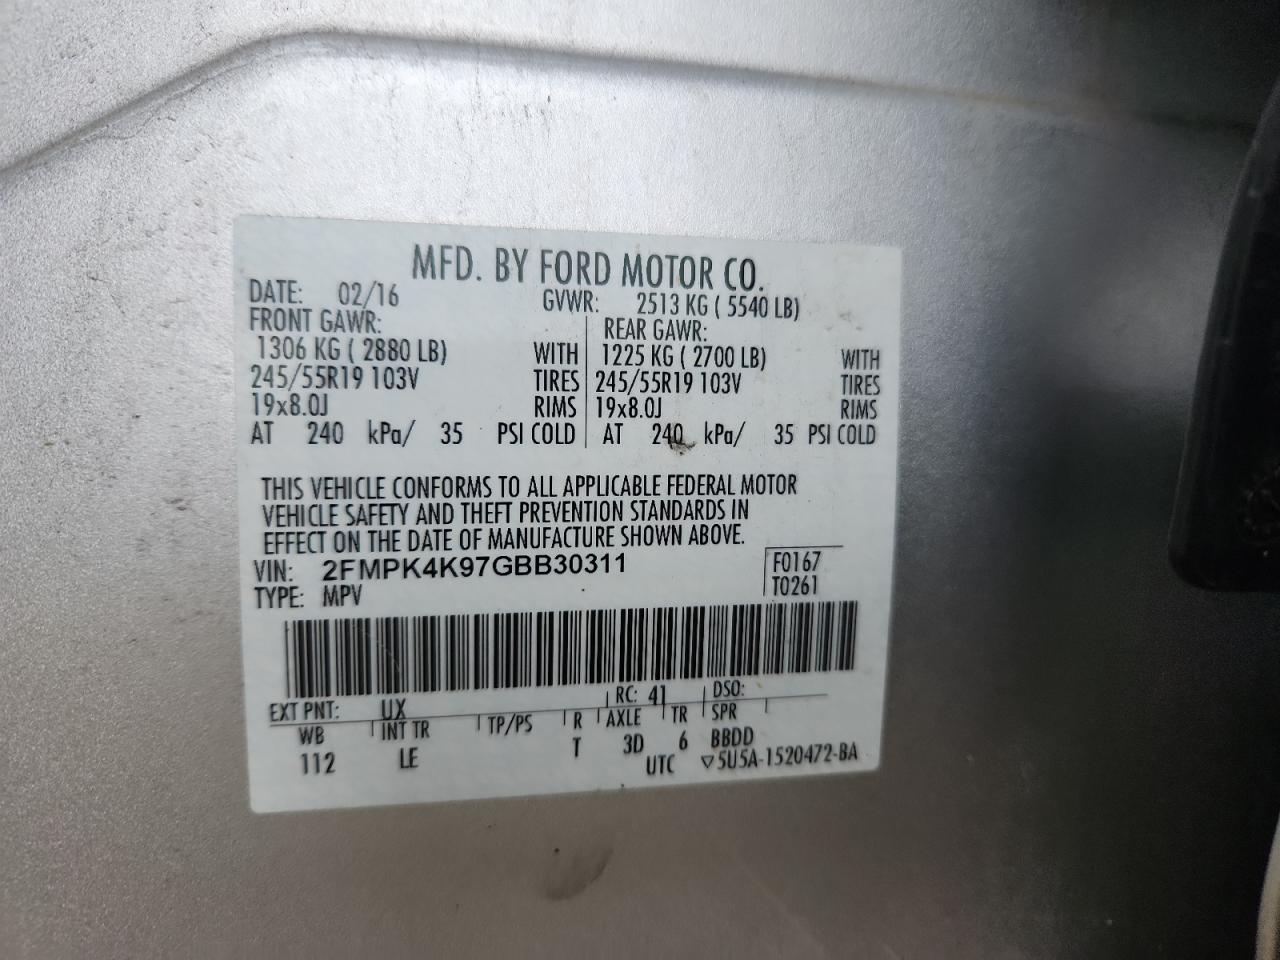 MFD. BY FORD MOTOR CO.
DATE: 02/16 GVWR: 2513 KG ( 5540 LB)
FRONT GAWR: REAR GAWR:
1306 KG ( 2880 LB) WITH 1225 KG ( 2700 LB) WITH
245/55R19 103V TIRES 245/55R19 103V TIRES
19x8.0J RIMS 19x8.0J RIMS
AT 240 kPa/ 35 PSI COLD AT 240 kPa/ 35 PSI COLD
THIS VEHICLE CONFORMS TO ALL APPLICABLE FEDERAL MOTOR
VEHICLE SAFETY AND THEFT PREVENTION STANDARDS IN
EFFECT ON THE DATE OF MANUFACTURE SHOWN ABOVE.
VIN: 2FMPK4K97GBB30311 F0167
TYPE: MPV T0261
EXT PNT: UX RC: 41 DSO:
WB INT TR TP/PS R AXLE TR SPR
112 LE T 3D 6 BBDD
UTC ▽5U5A-1520472-BA